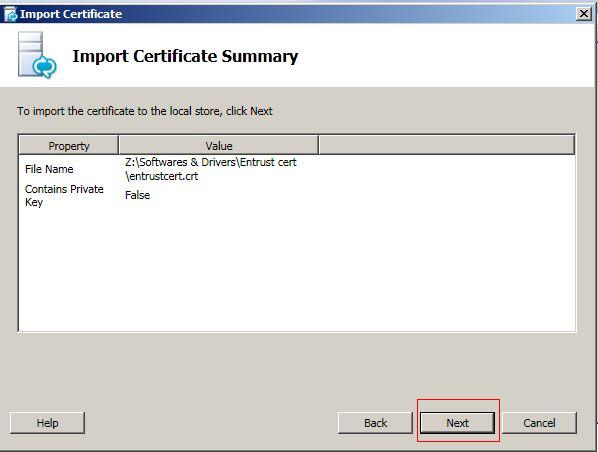 Import Certificate
Import Certificate Summary
To import the certificate to the local store, click Next
Property Value
File Name Z:\Softwares & Drivers\Entrust cert
\entrustcert.crt
Contains Private
Key False
Help Back Next Cancel